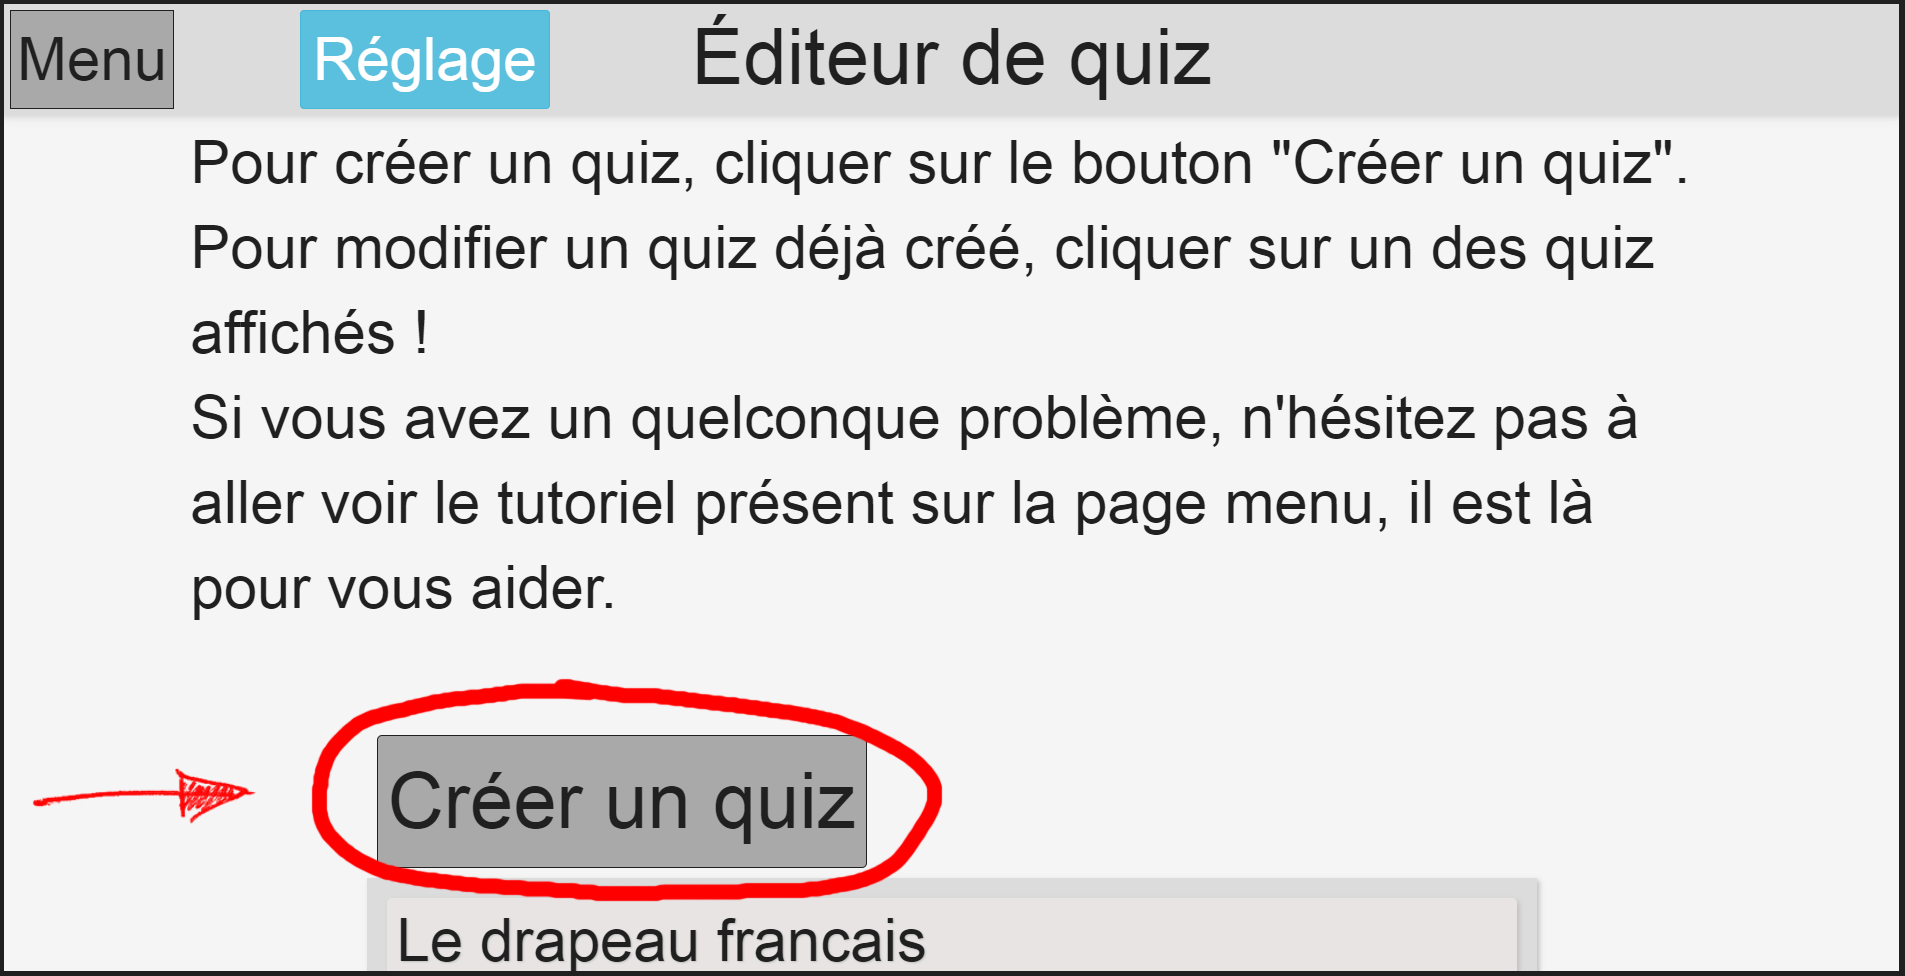 Menu
Réglage
Éditeur de quiz
Pour créer un quiz, cliquer sur le bouton "Créer un quiz".
Pour modifier un quiz déjà créé, cliquer sur un des quiz
affichés !
Si vous avez un quelconque problème, n'hésitez pas à
aller voir le tutoriel présent sur la page menu, il est là
pour vous aider.
Créer un quiz
Le drapeau francais